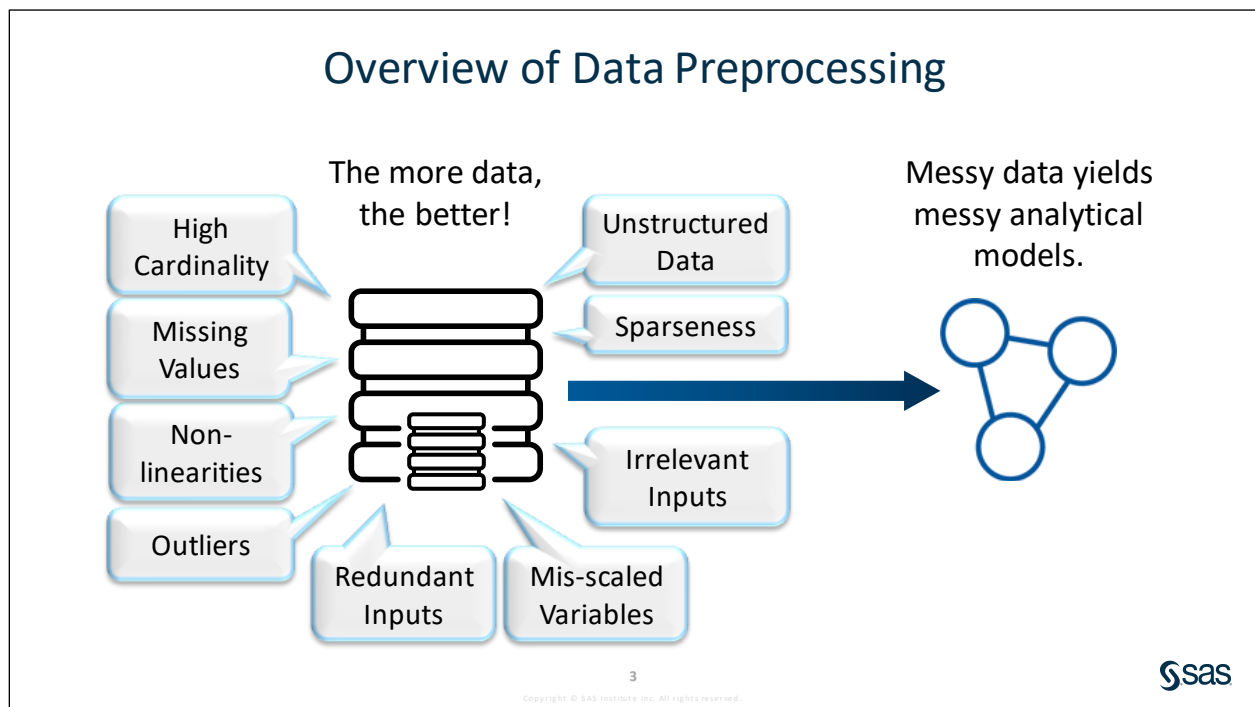 Overview of Data Preprocessing
The more data,
the better!
Messy data yields
messy analytical
models.
High
Cardinality
Missing
Values
Non-
linearities
Outliers
Redundant
Inputs
Mis-scaled
Variables
Unstructured
Data
Sparseness
Irrelevant
Inputs
3
Copyright © SAS Institute Inc. All rights reserved.
sas